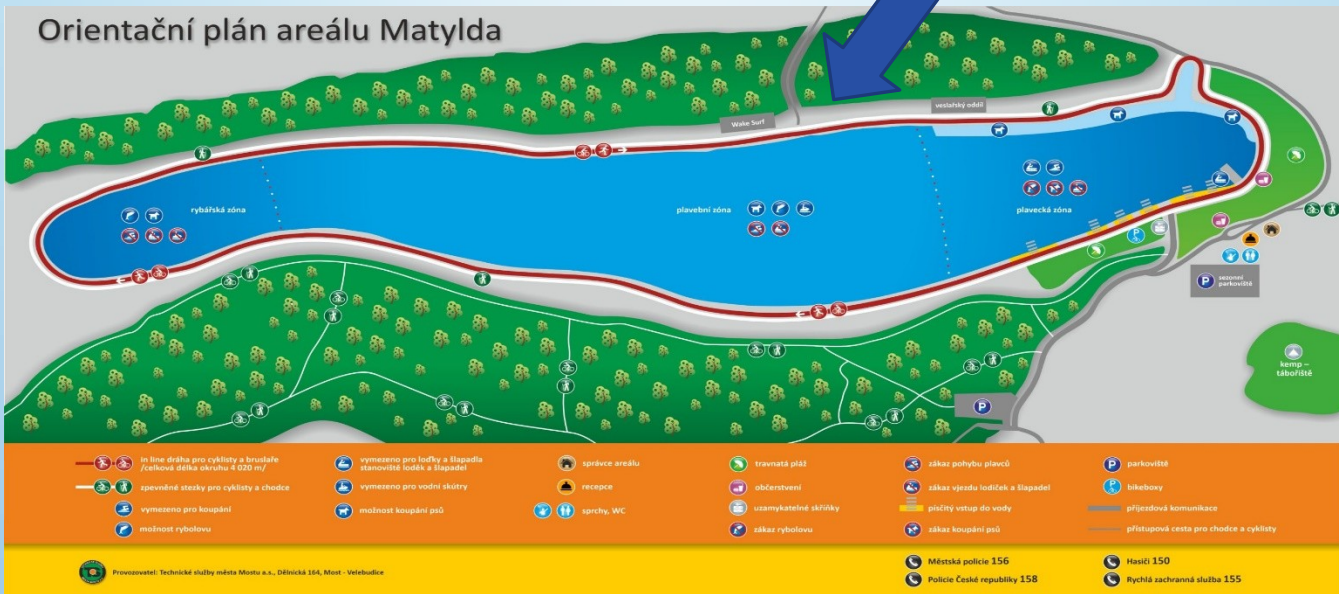 Orientační plán areálu Matylda
Wake Surf
veslařský oddíl
rybářská zóna
plavební zóna
plavecká zóna
P
P
sezonní
parkoviště
P
kemp –
tábořiště
in line dráha pro cyklisty a bruslaře
/celková délka okruhu 4 020 m/
zpevněné stezky pro cyklisty a chodce
vymezeno pro koupání
možnost rybolovu
vymezeno pro loďky a šlapadla
stanoviště loděk a šlapadel
vymezeno pro vodní skútry
možnost koupání psů
správce areálu
recepce
sprchy, WC
travnatá pláž
občerstvení
uzamykatelné skříňky
zákaz rybolovu
zákaz pohybu plavců
zákaz vjezdu lodiček a šlapadel
písčitý vstup do vody
zákaz koupání psů
P parkoviště
P bikeboxy
příjezdová komunikace
přístupová cesta pro chodce a cyklisty
Provozovatel: Technické služby města Mostu a.s., Dělnická 164, Most - Velebudice
Městská policie 156
Policie České republiky 158
Hasiči 150
Rychlá zachranná služba 155